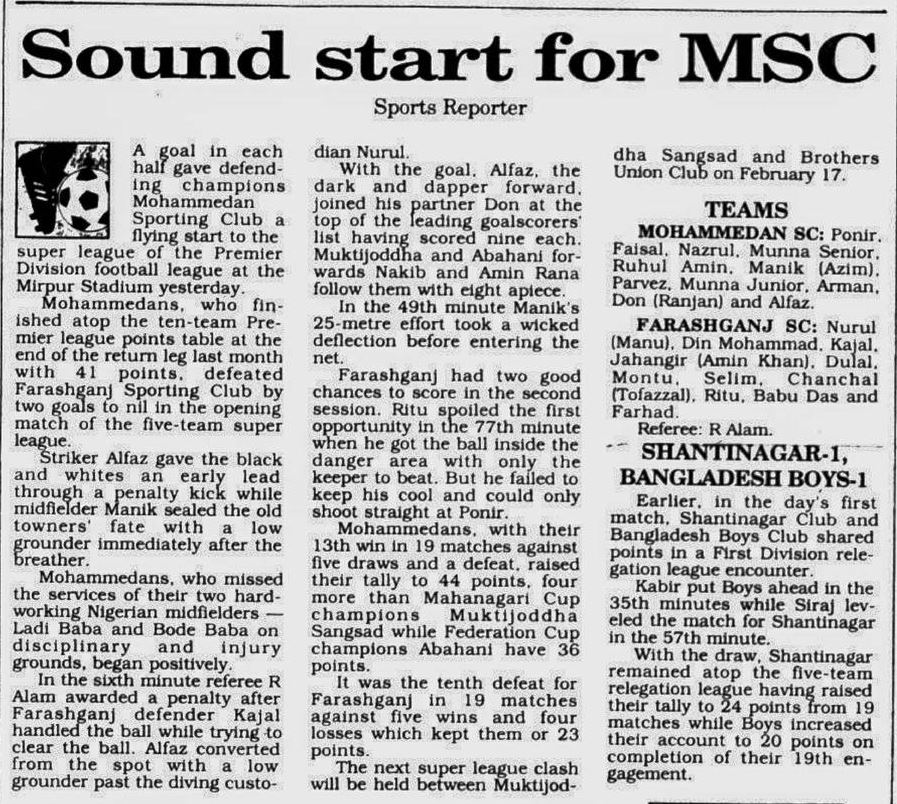 Sound start for MSC
Sports Reporter
A goal in each
half gave defend-
ing champions
Mohammedan
Sporting Club a
flying start to the
super league of the Premier
Division football league at the
Mirpur Stadium yesterday.
Mohammedans, who fin-
ished atop the ten-team Pre-
mier league points table at the
end of the return leg last month
with 41 points, defeated
Farashganj Sporting Club by
two goals to nil in the opening
match of the five-team super
league.
Striker Alfaz gave the black
and whites an early lead
through a penalty kick while
midfielder Manik sealed the old
towners' fate with a low
grounder immediately after the
breather.
Mohammedans, who missed
the services of their two hard-
working Nigerian midfielders —
Ladi Baba and Bode Baba on
disciplinary and injury
grounds, began positively.
In the sixth minute referee R
Alam awarded a penalty after
Farashganj defender Kajal
handled the ball while trying to
clear the ball. Alfaz converted
from the spot with a low
grounder past the diving custo-
dian Nurul.
With the goal, Alfaz, the
dark and dapper forward,
joined his partner Don at the
top of the leading goalscorers'
list having scored nine each.
Muktijoddha and Abahani for-
wards Nakib and Amin Rana
follow them with eight apiece.
In the 49th minute Manik's
25-metre effort took a wicked
deflection before entering the
net.
Farashganj had two good
chances to score in the second
session. Ritu spoiled the first
opportunity in the 77th minute
when he got the ball inside the
danger area with only the
keeper to beat. But he failed to
keep his cool and could only
shoot straight at Ponir.
Mohammedans, with their
13th win in 19 matches against
five draws and a defeat, raised
their tally to 44 points, four
more than Mahanagari Cup
champions Muktijoddha
Sangsad while Federation Cup
champions Abahani have 36
points.
It was the tenth defeat for
Farashganj in 19 matches
against five wins and four
losses which kept them or 23
points.
The next super league clash
will be held between Muktijod-
dha Sangsad and Brothers
Union Club on February 17.
TEAMS
MOHAMMEDAN SC: Ponir,
Faisal, Nazrul, Munna Senior,
Ruhul Amin, Manik (Azim),
Parvez, Munna Junior, Arman,
Don (Ranjan) and Alfaz.
FARASHGANJ SC: Nurul
(Manu), Din Mohammad, Kajal,
Jahangir (Amin Khan), Dulal,
Montu, Selim, Chanchal
(Tofazzal), Ritu, Babu Das and
Farhad.
Referee: R Alam.
SHANTINAGAR-1,
BANGLADESH BOYS-1
Earlier, in the day's first
match, Shantinagar Club and
Bangladesh Boys Club shared
points in a First Division rele-
gation league encounter.
Kabir put Boys ahead in the
35th minutes while Siraj lev-
eled the match for Shantinagar
in the 57th minute.
With the draw, Shantinagar
remained atop the five-team
relegation league having raised
their tally to 24 points from 19
matches while Boys increased
their account to 20 points on
completion of their 19th en-
gagement.